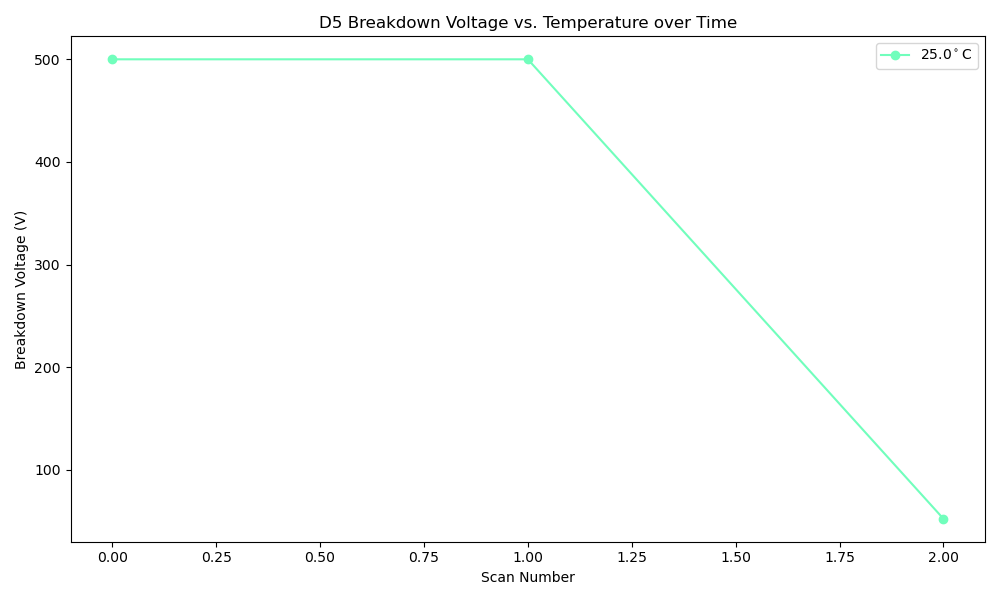 D5 Breakdown Voltage vs. Temperature over Time
25.0°C
Breakdown Voltage (V)
500
400
300
200
100
0.00 0.25 0.50 0.75 1.00 1.25 1.50 1.75 2.00
Scan Number